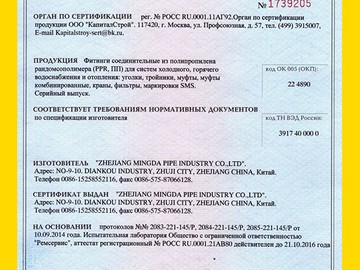 № 1739205
ОРГАН ПО СЕРТИФИКАЦИИ рег. № РОСС RU.0001.11АГ92.Орган по сертификации
продукции ООО "КапиталСтрой". 117420, г. Москва, ул. Профсоюзная, д. 57, тел. (499) 3915007,
E-mail Kapitalstroy-sert@bk.ru.
ПРОДУКЦИЯ Фитинги соединительные из полипропилена
рандомсополимера (PPR, ПП) для систем холодного, горячего
водоснабжения и отопления: уголки, тройники, муфты, муфты
комбинированные, краны, фильтры, маркировки SMS.
Серийный выпуск.
код ОК 005 (ОКП):
22 4890
СООТВЕТСТВУЕТ ТРЕБОВАНИЯМ НОРМАТИВНЫХ ДОКУМЕНТОВ
по спецификации изготовителя
код ТН ВЭД России:
3917 40 000 0
ИЗГОТОВИТЕЛЬ "ZHEJIANG MINGDA PIPE INDUSTRY CO.,LTD".
Адрес: NO-9-10. DIANKOU INDUSTRY, ZHUJI CITY, ZHEJIANG CHINA, Китай.
Телефон 0086-15258552116, факс 0086-575-87066128.
СЕРТИФИКАТ ВЫДАН "ZHEJIANG MINGDA PIPE INDUSTRY CO.,LTD".
Адрес: NO-9-10. DIANKOU INDUSTRY, ZHUJI CITY, ZHEJIANG CHINA, Китай.
Телефон 0086-15258552116, факс 0086-575-87066128.
НА ОСНОВАНИИ протоколов №№ 2083-221-145/Р, 2084-221-145/Р, 2085-221-145/Р от
10.09.2014 г. Испытательная лаборатория Общество с ограниченной ответственностью
"Ремсервис", аттестат регистрационный № РОСС RU.0001.21АВ80 действителен до 21.10.2016 года